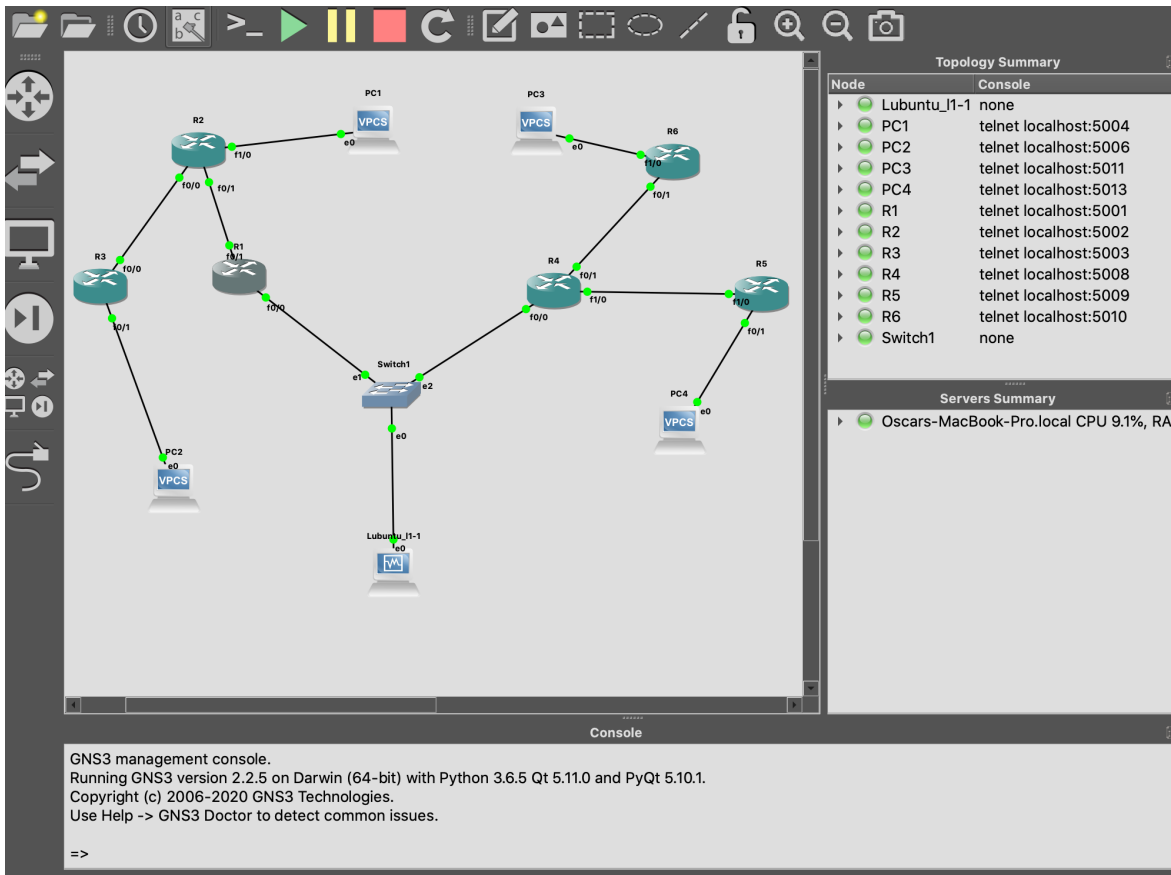 a c
b
>_
PC1
VPCS
e0
PC3
VPCS
e0
R2
f1/0
f0/0
f0/1
R6
f1/0
f0/1
R3
f0/0
f0/1
R1
f0/1
f0/0
R4
f0/1
f1/0
f0/0
R5
f1/0
f0/1
Switch1
e1
e2
e0
PC4
e0
VPCS
PC2
e0
VPCS
Lubuntu_l1-1
e0
Topology Summary
Node Console
Lubuntu_l1-1 none
PC1 telnet localhost:5004
PC2 telnet localhost:5006
PC3 telnet localhost:5011
PC4 telnet localhost:5013
R1 telnet localhost:5001
R2 telnet localhost:5002
R3 telnet localhost:5003
R4 telnet localhost:5008
R5 telnet localhost:5009
R6 telnet localhost:5010
Switch1 none
Servers Summary
Oscars-MacBook-Pro.local CPU 9.1%, RA
Console
GNS3 management console.
Running GNS3 version 2.2.5 on Darwin (64-bit) with Python 3.6.5 Qt 5.11.0 and PyQt 5.10.1.
Copyright (c) 2006-2020 GNS3 Technologies.
Use Help -> GNS3 Doctor to detect common issues.
=>